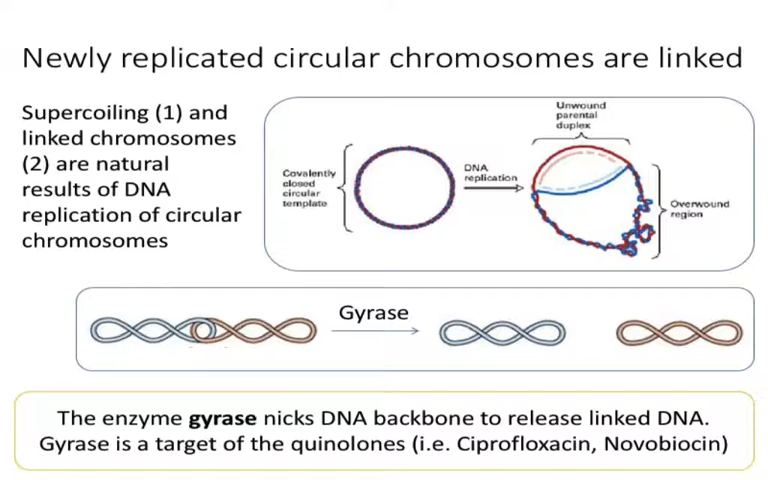 Newly replicated circular chromosomes are linked
Supercoiling (1) and
linked chromosomes
(2) are natural
results of DNA
replication of circular
chromosomes
Covalently
closed
circular
template
DNA
replication
Unwound
parental
duplex
Overwound
region
Gyrase
The enzyme gyrase nicks DNA backbone to release linked DNA.
Gyrase is a target of the quinolones (i.e. Ciprofloxacin, Novobiocin)